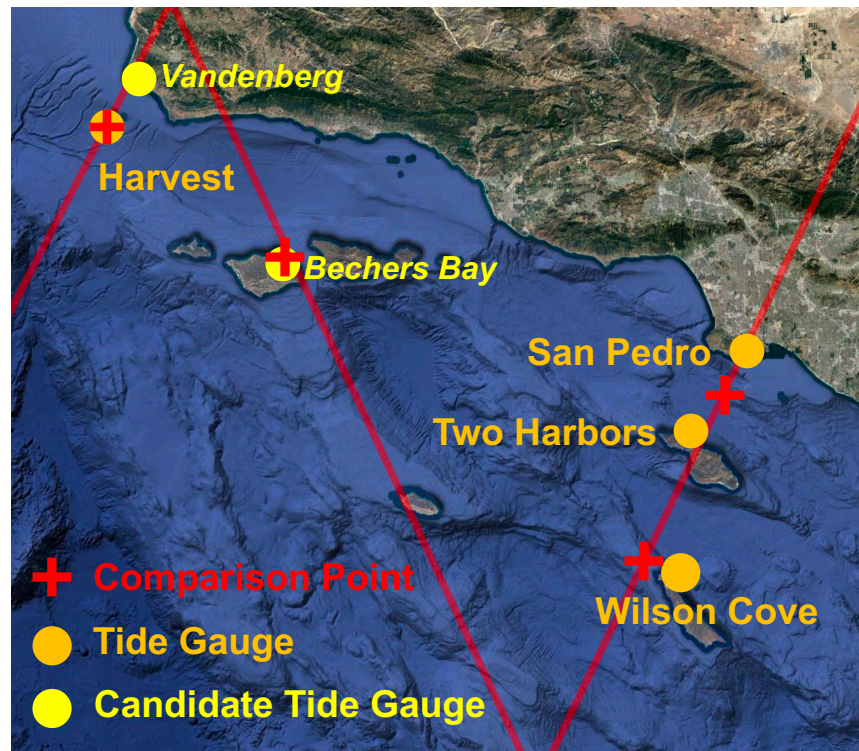 Vandenberg
Harvest
Bechers Bay
San Pedro
Two Harbors
Wilson Cove
Comparison Point
Tide Gauge
Candidate Tide Gauge